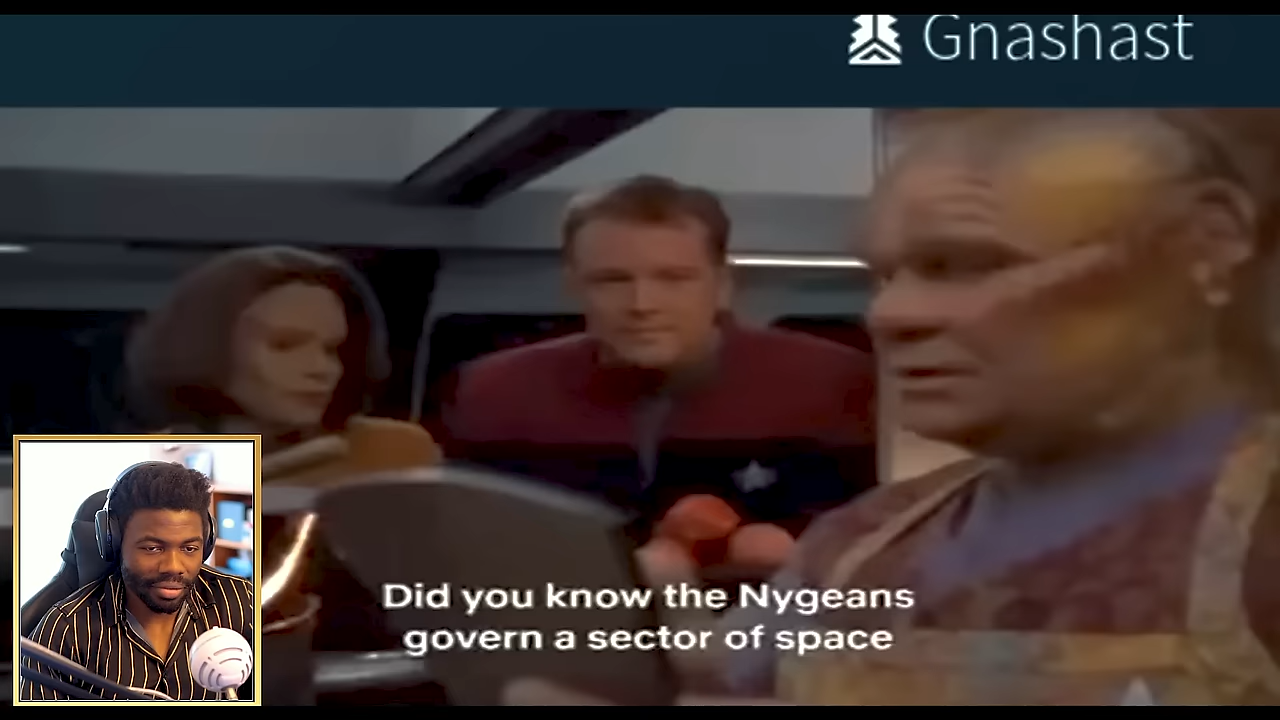 Gnashast
Did you know the Nygeans
govern a sector of space